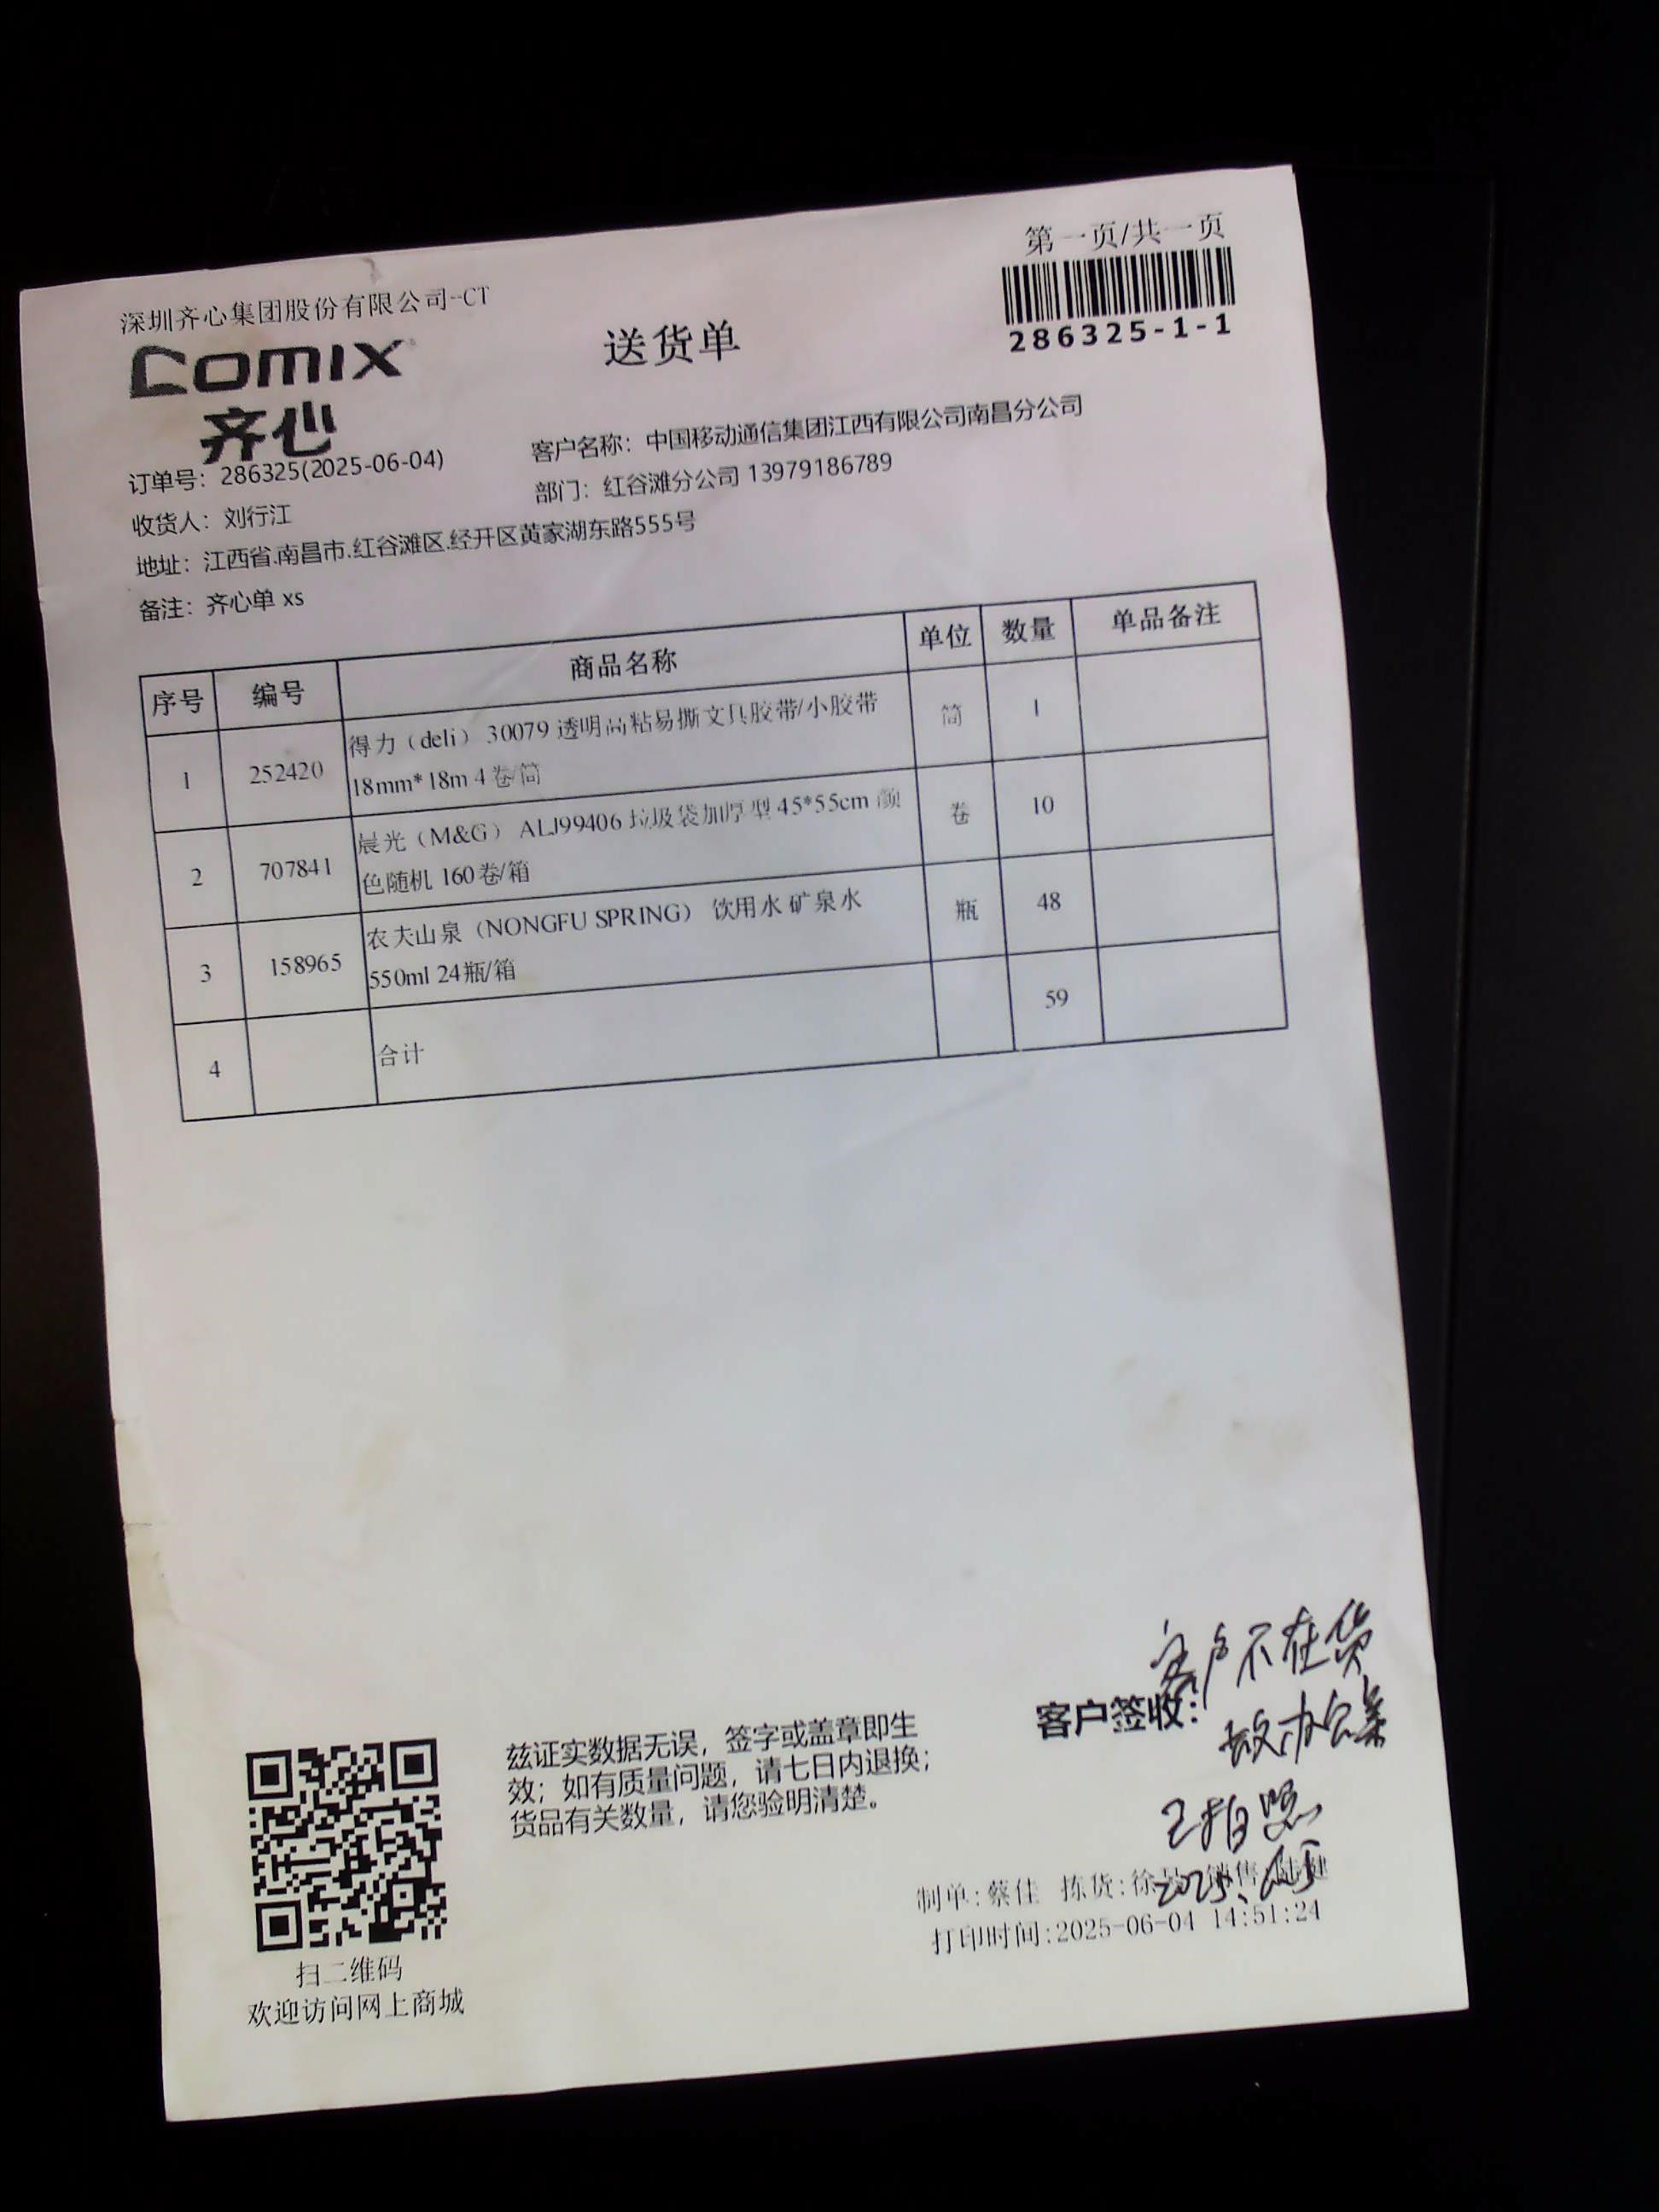 第一页/共一页
深圳齐心集团股份有限公司-CT
286325-1-1
comix
齐心
送货单
订单号：286325(2025-06-04)
客户名称：中国移动通信集团江西有限公司南昌分公司
收货人：刘行江
部门：红谷滩分公司 13979186789
地址：江西省.南昌市.红谷滩区.经开区黄家湖东路555号
备注：齐心单 xs
序号 编号 商品名称 单位 数量 单品备注
1 252420 得力（deli） 30079 透明高粘易撕文具胶带/小胶带 筒 1
18mm*18m 4 卷/筒
2 707841 晨光（M&G） ALJ99406 垃圾袋加厚型 45*55cm 颜 卷 10
色随机 160卷/箱
3 158965 农夫山泉（NONGFU SPRING） 饮用水 矿泉水 瓶 48
550ml 24瓶/箱
4 合计 59
客户不在货
客户签收：
放办公桌
已拍照
兹证实数据无误，签字或盖章即生
效；如有质量问题，请七日内退换；
货品有关数量，请您验明清楚。
制单:蔡佳 拣货:徐 销售
打印时间:2025-06-04 14:51:24
扫二维码
欢迎访问网上商城